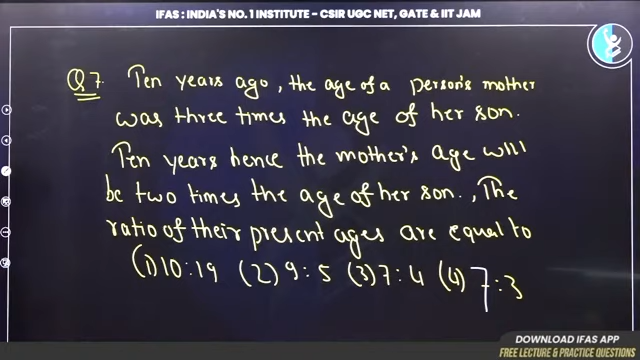 IFAS : INDIA'S NO. 1 INSTITUTE - CSIR UGC NET, GATE & IIT JAM
Q7. Ten years ago, the age of a person's mother
was three times the age of her son.
Ten years hence the mother's age will
be two times the age of her son., The
ratio of their present ages are equal to
(1) 10:19 (2) 9:5 (3) 7:4 (4) 7:3
DOWNLOAD IFAS APP
FREE LECTURE & PRACTICE QUESTIONS